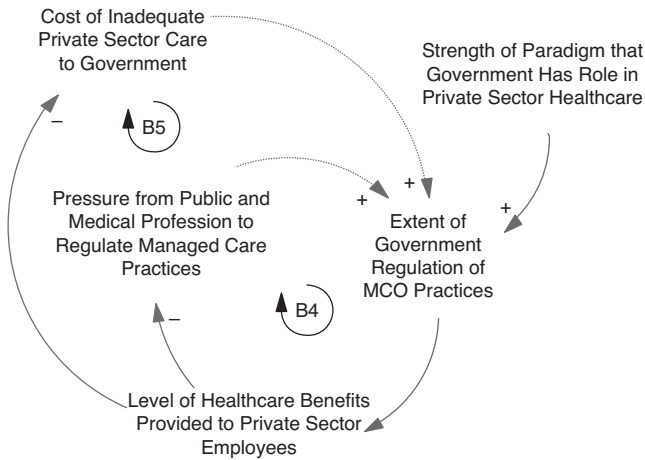 Cost of Inadequate
Private Sector Care
to Government
Strength of Paradigm that
Government Has Role in
Private Sector Healthcare
–
B5
+
+
+
Pressure from Public and
Medical Profession to
Regulate Managed Care
Practices
Extent of
Government
Regulation of
MCO Practices
–
B4
Level of Healthcare Benefits
Provided to Private Sector
Employees